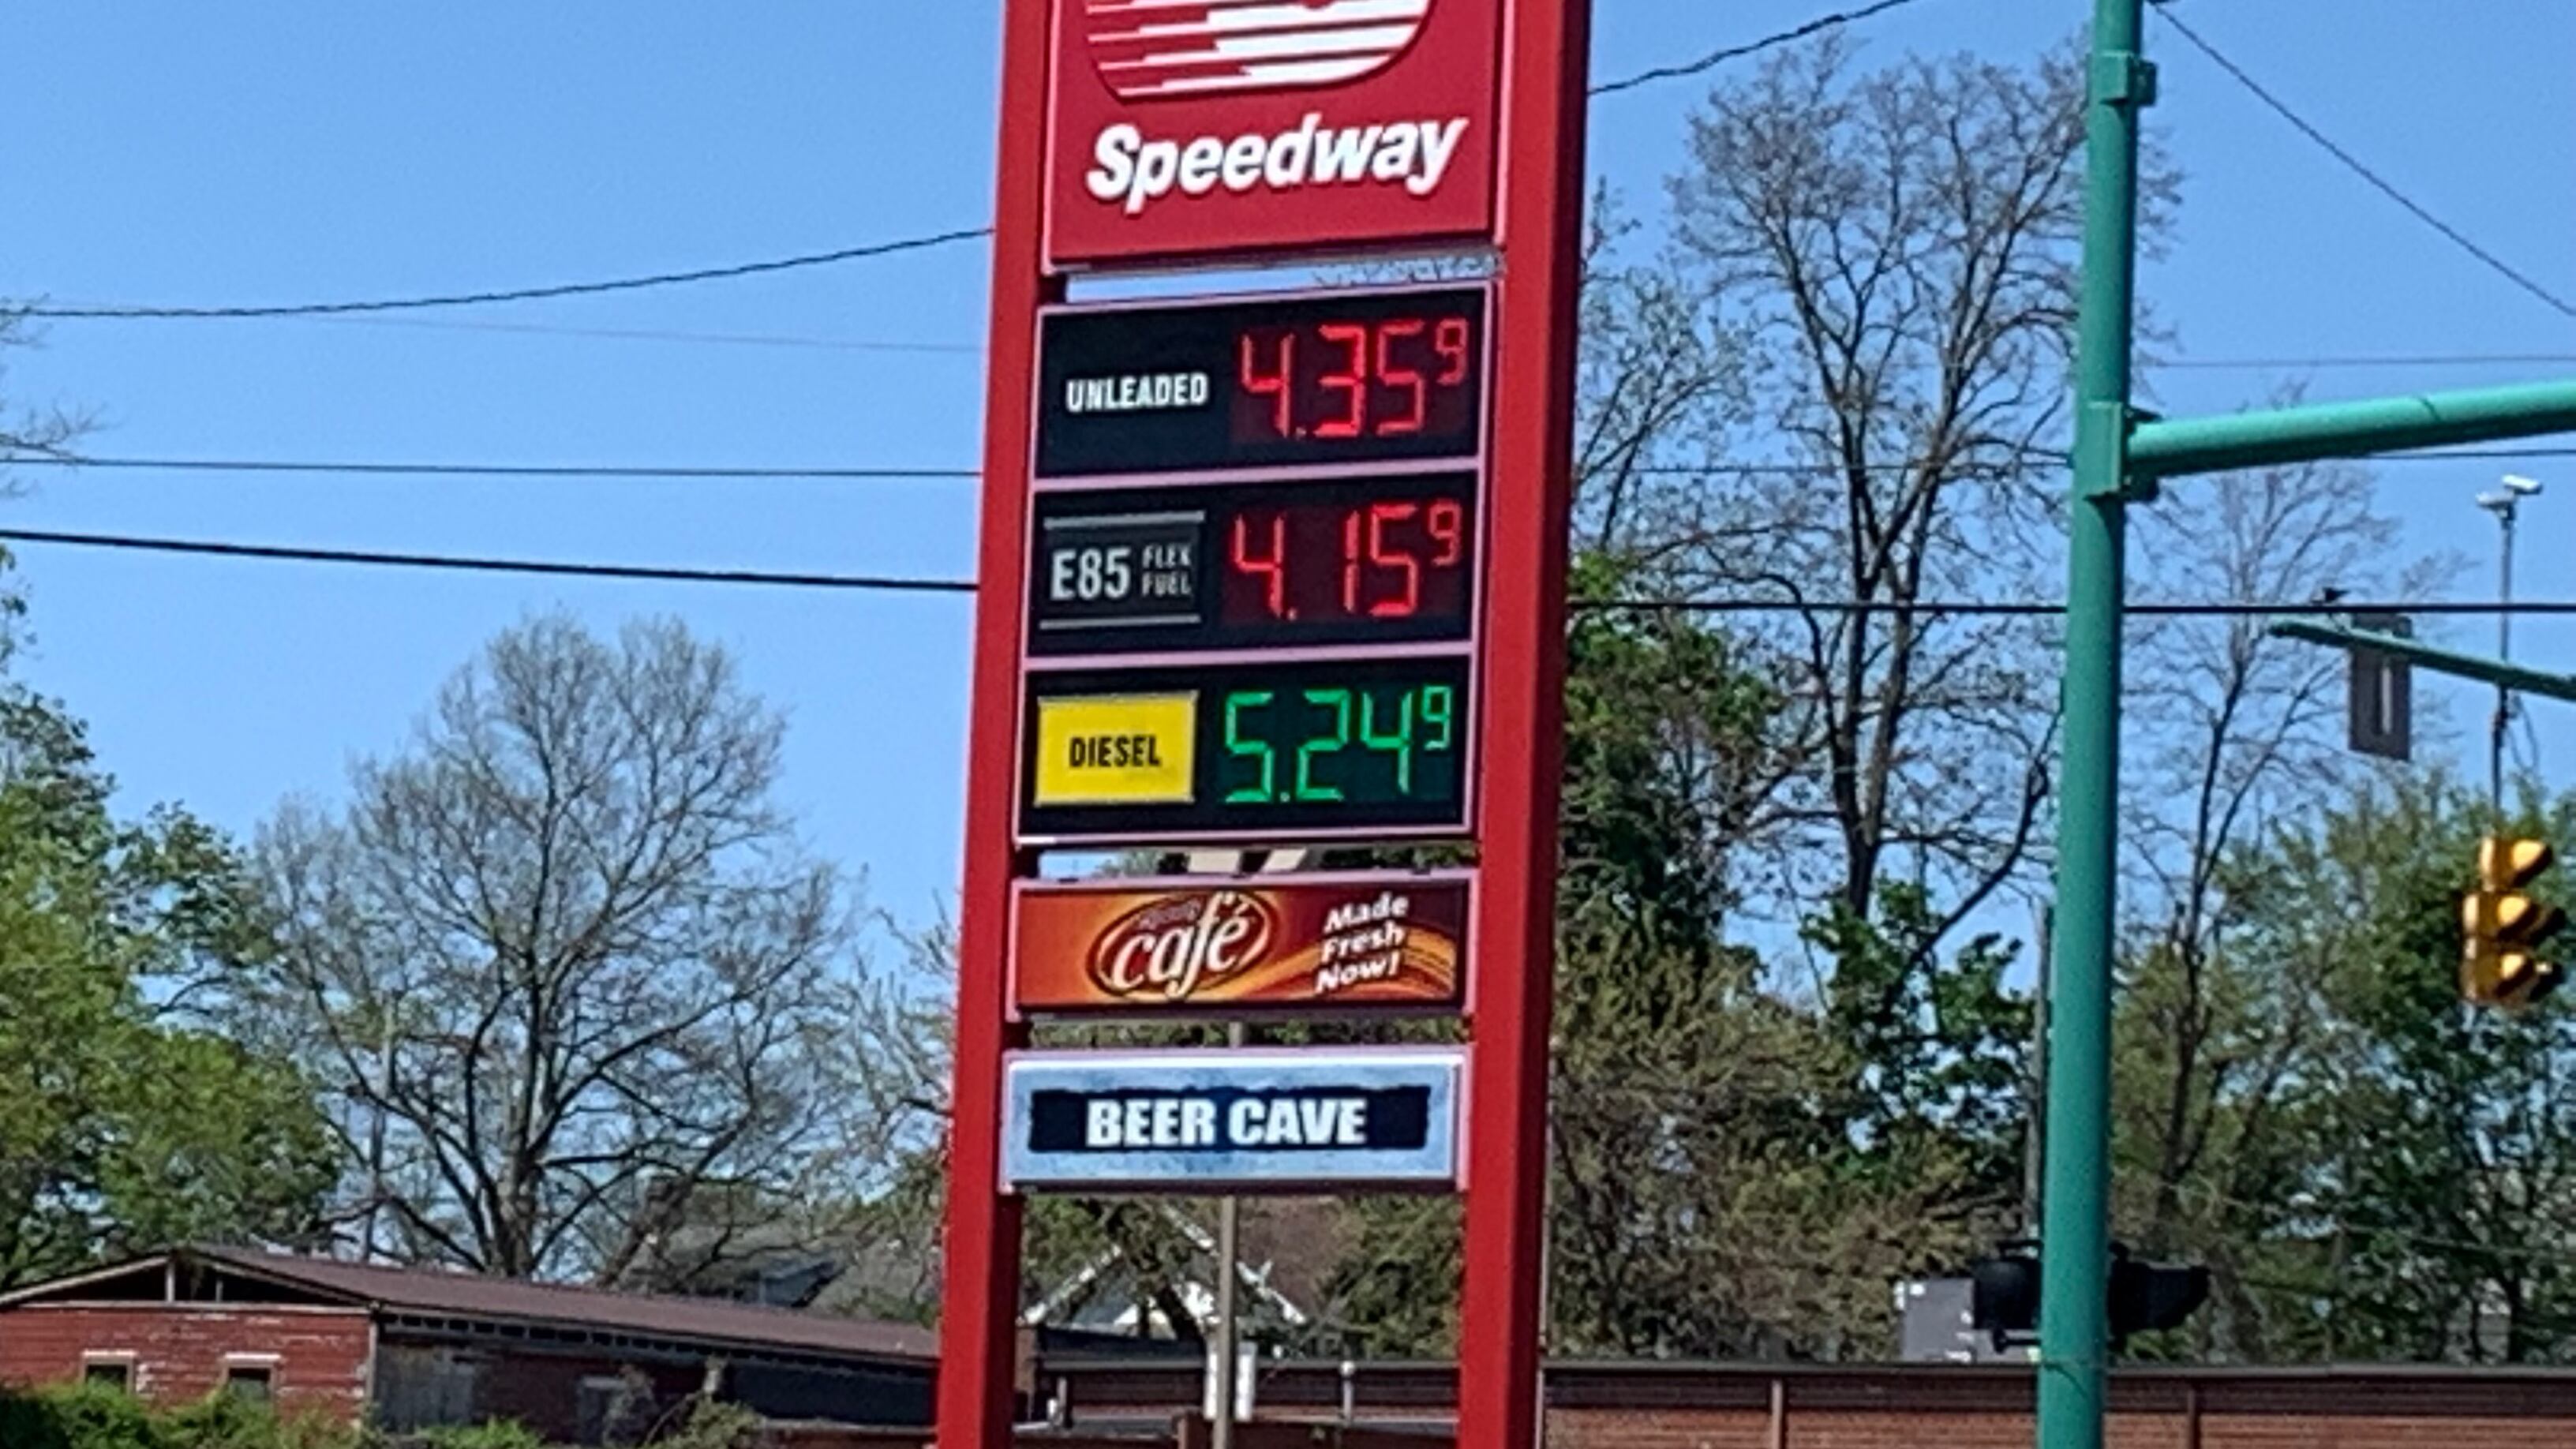 Speedway
UNLEADED 4.35 9
E85 FLEX FUEL 4.15 9
DIESEL 5.24 9
café
Made
Fresh
Now!
BEER CAVE